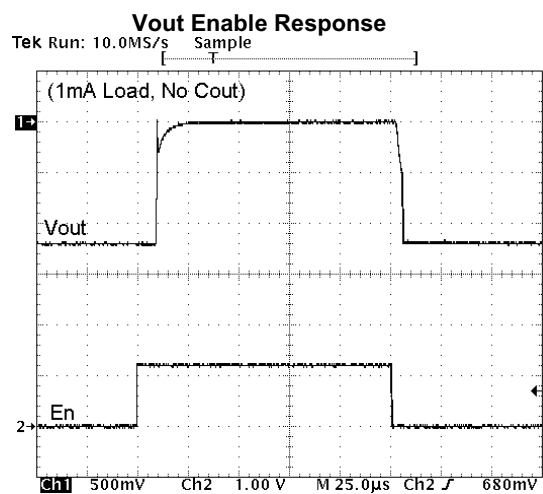 Vout Enable Response
Tek Run: 10.0MS/s Sample
T
(1mA Load, No Cout)
1
Vout
En
2
Ch1 500mV Ch2 1.00 V M 25.0µs Ch2 ʃ 680mV